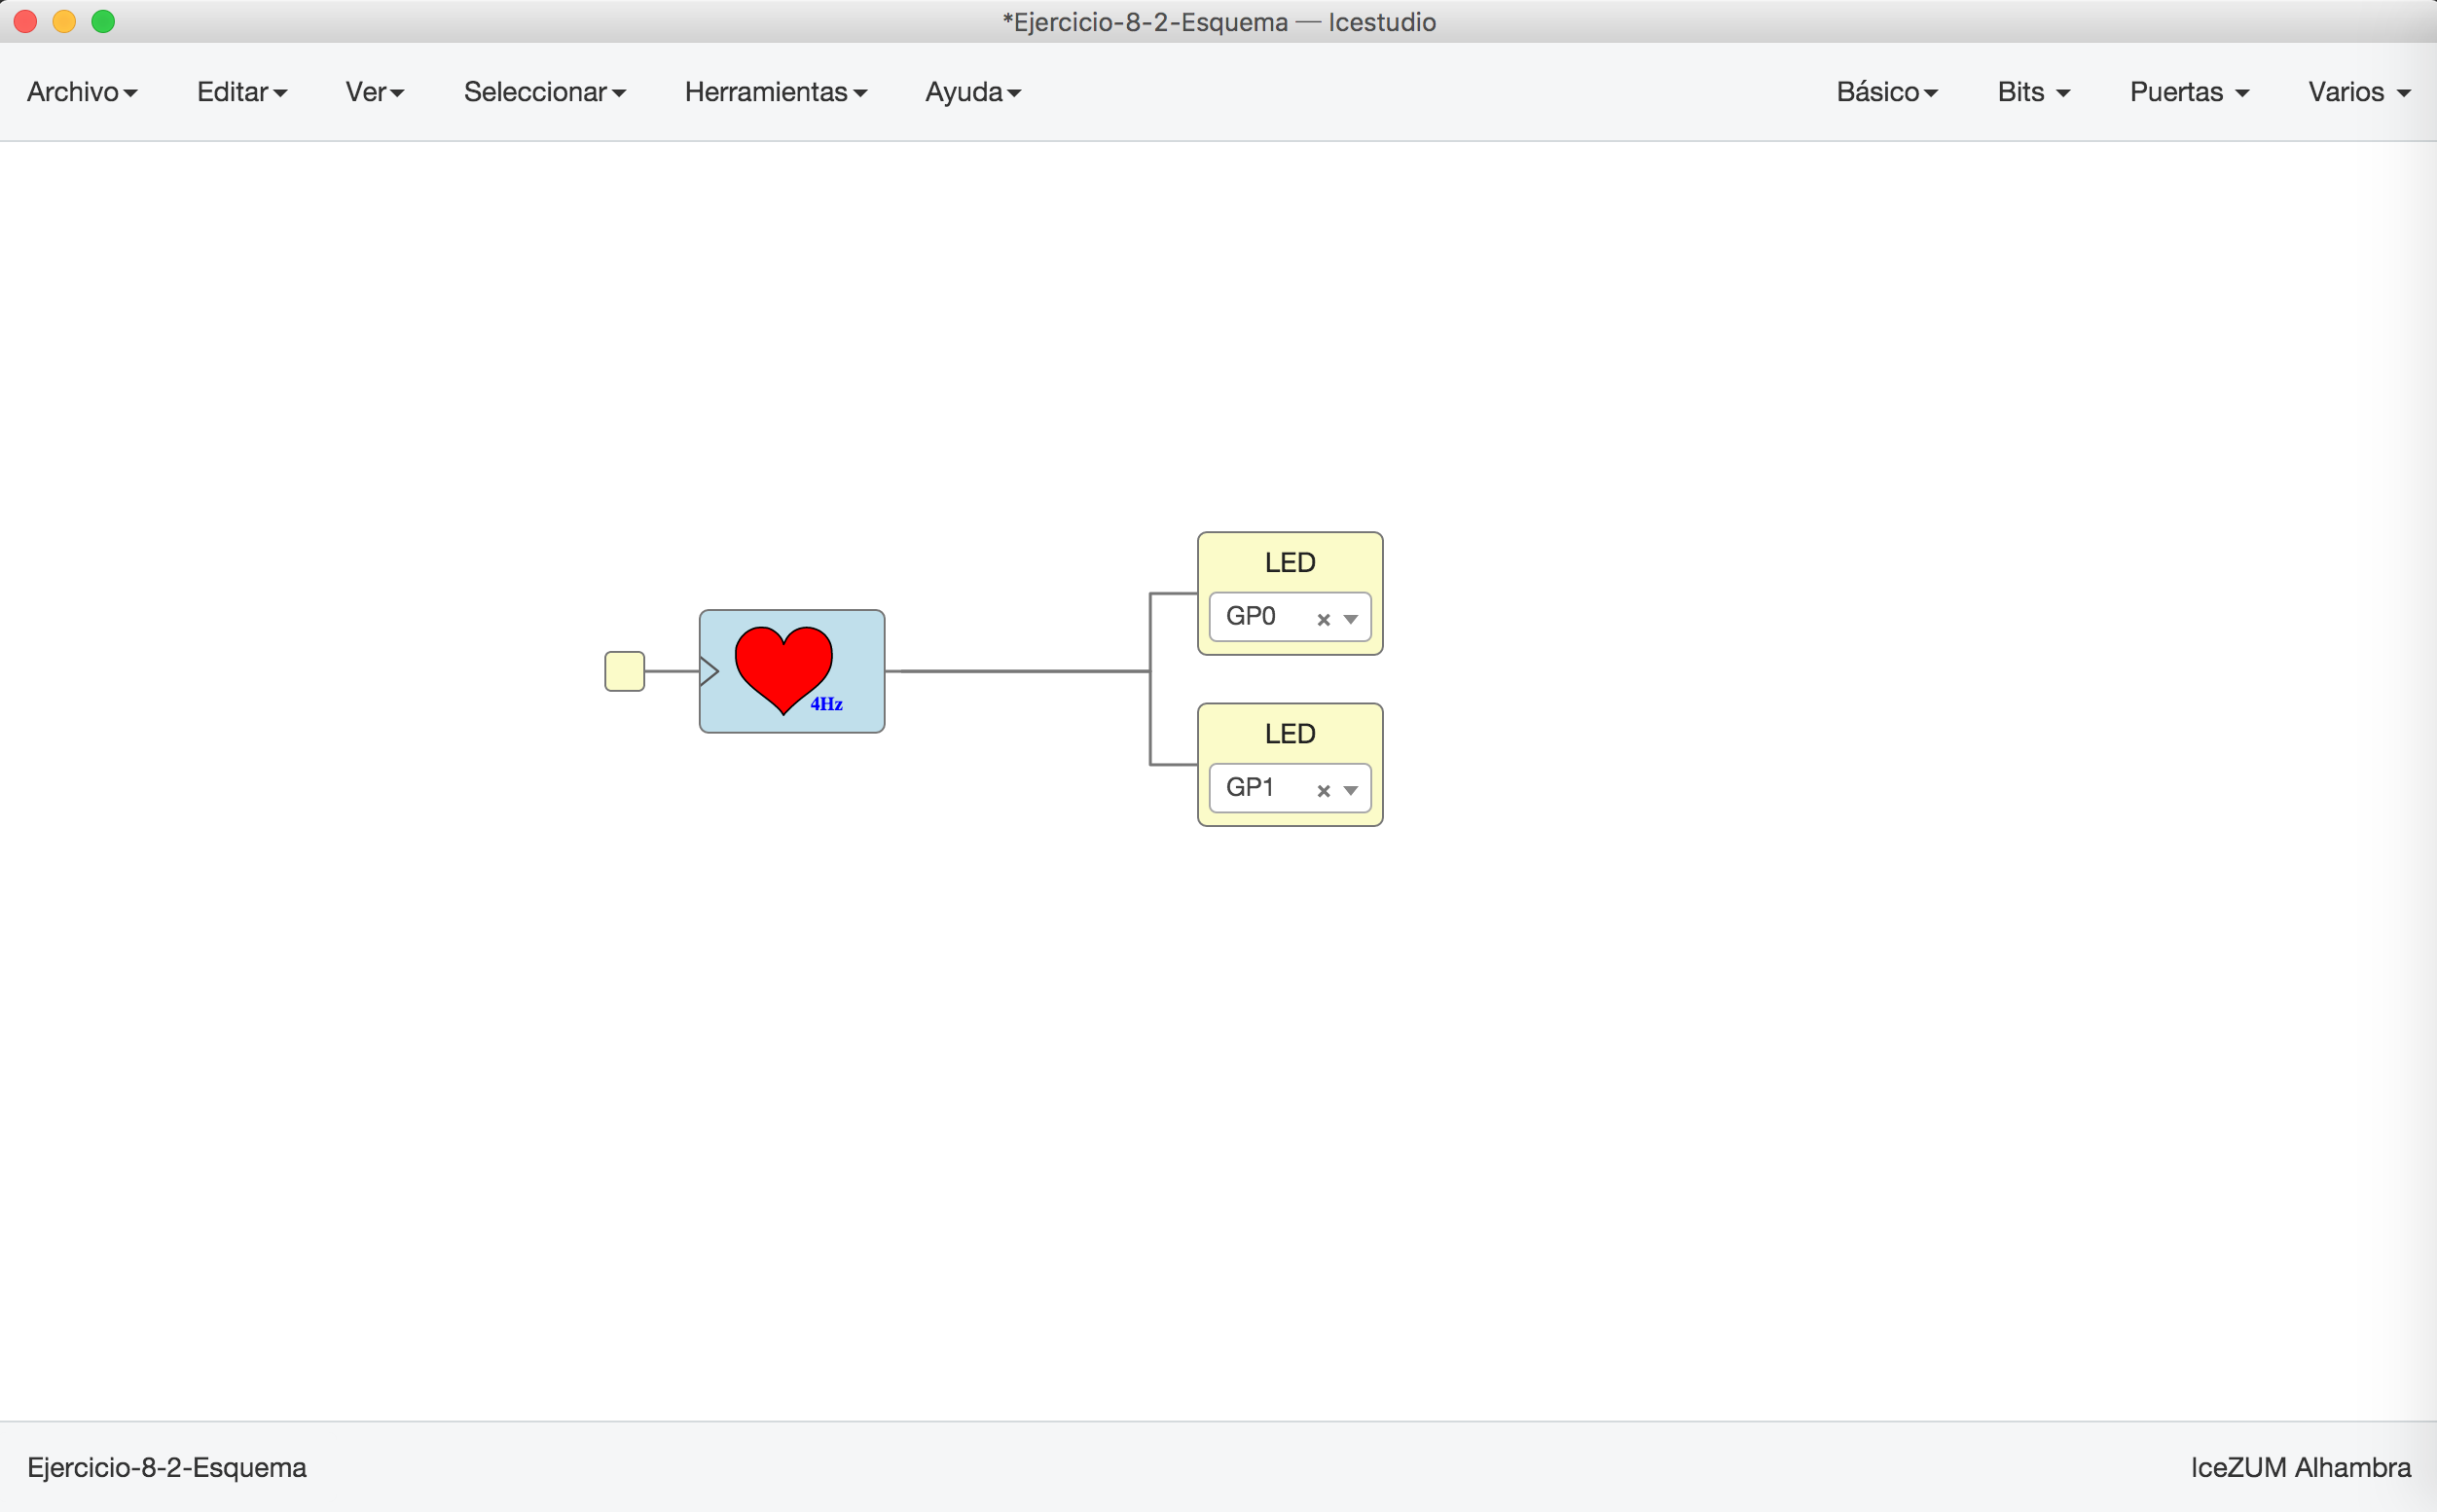 *Ejercicio-8-2-Esquema — Icestudio
Archivo Editar Ver Seleccionar Herramientas Ayuda Básico Bits Puertas Varios
LED
GP0
4Hz
LED
GP1
Ejercicio-8-2-Esquema IceZUM Alhambra